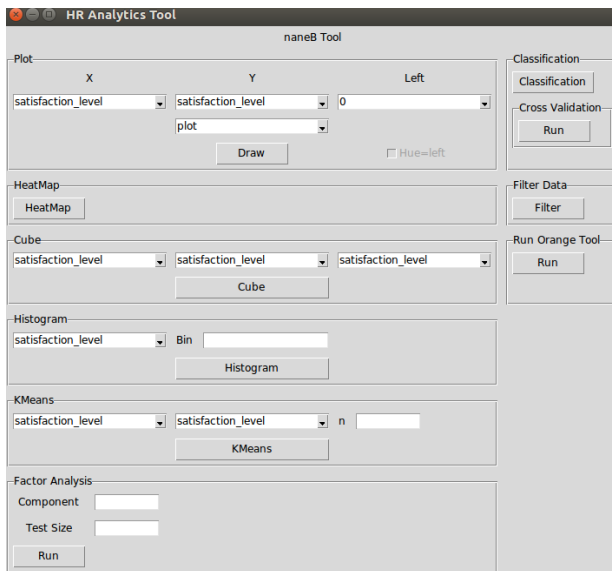 HR Analytics Tool
naneB Tool
Plot
X Y Left
satisfaction_level satisfaction_level 0
plot
Draw Hue=left
HeatMap
HeatMap
Cube
satisfaction_level satisfaction_level satisfaction_level
Cube
Histogram
satisfaction_level Bin
Histogram
KMeans
satisfaction_level satisfaction_level n
KMeans
Factor Analysis
Component
Test Size
Run
Classification
Classification
Cross Validation
Run
Filter Data
Filter
Run Orange Tool
Run